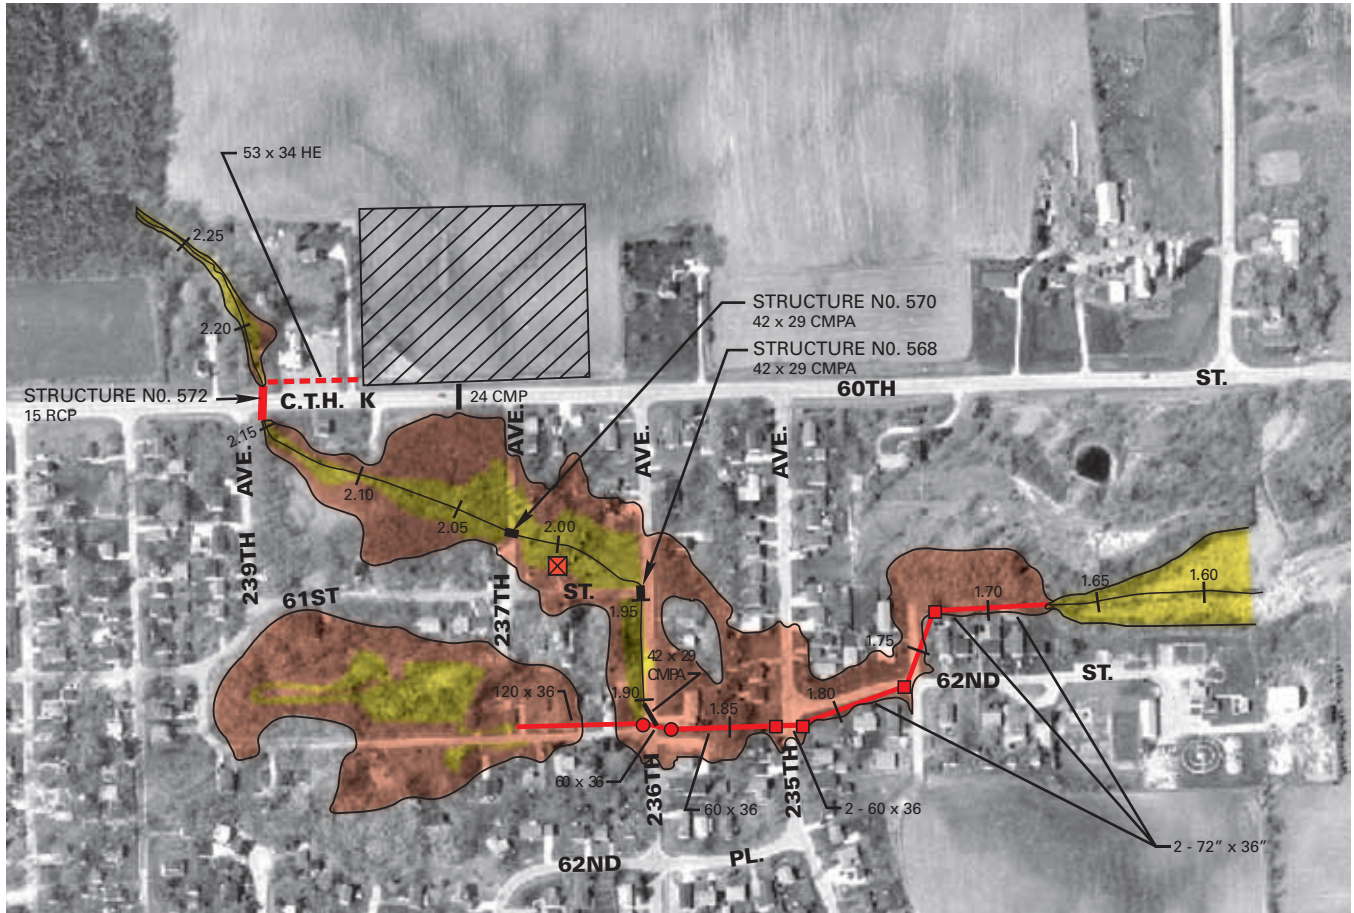 53 x 34 HE
2.25
2.20
STRUCTURE N0. 570
42 x 29 CMPA
STRUCTURE N0. 568
42 x 29 CMPA
STRUCTURE N0. 572
15 RCP
C.T.H. K
24 CMP
60TH
ST.
2.15
AVE.
AVE.
AVE.
AVE.
2.10
2.05
2.00
239TH
61ST
237TH
ST.
1.95
1.75
1.70
1.65
1.60
42 x 29
CMPA
120 x 36
1.90
1.85
1.80
62ND
ST.
60 x 36
236TH
60 x 36
235TH
2 - 60 x 36
2 - 72" x 36"
62ND
PL.